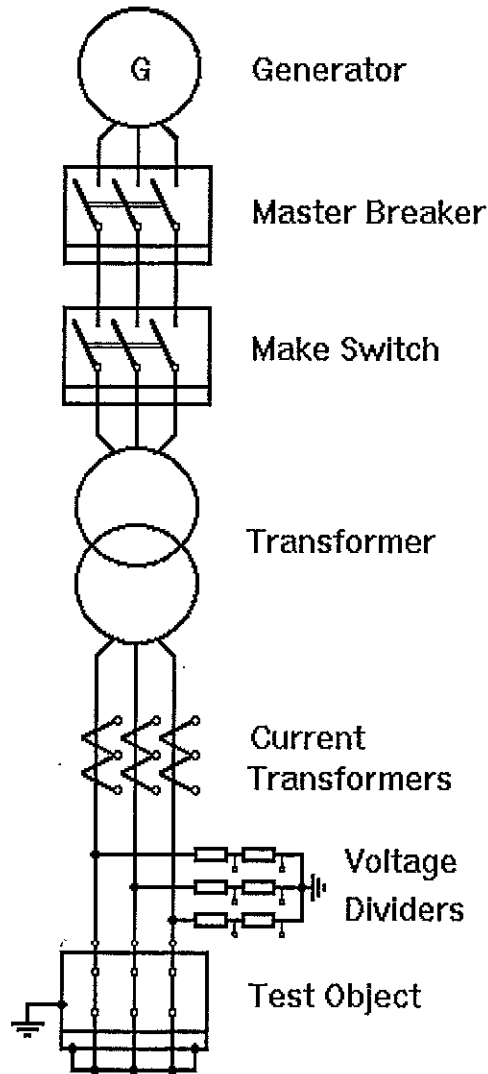 G
Generator
Master Breaker
Make Switch
Transformer
Current
Transformers
Voltage
Dividers
Test Object